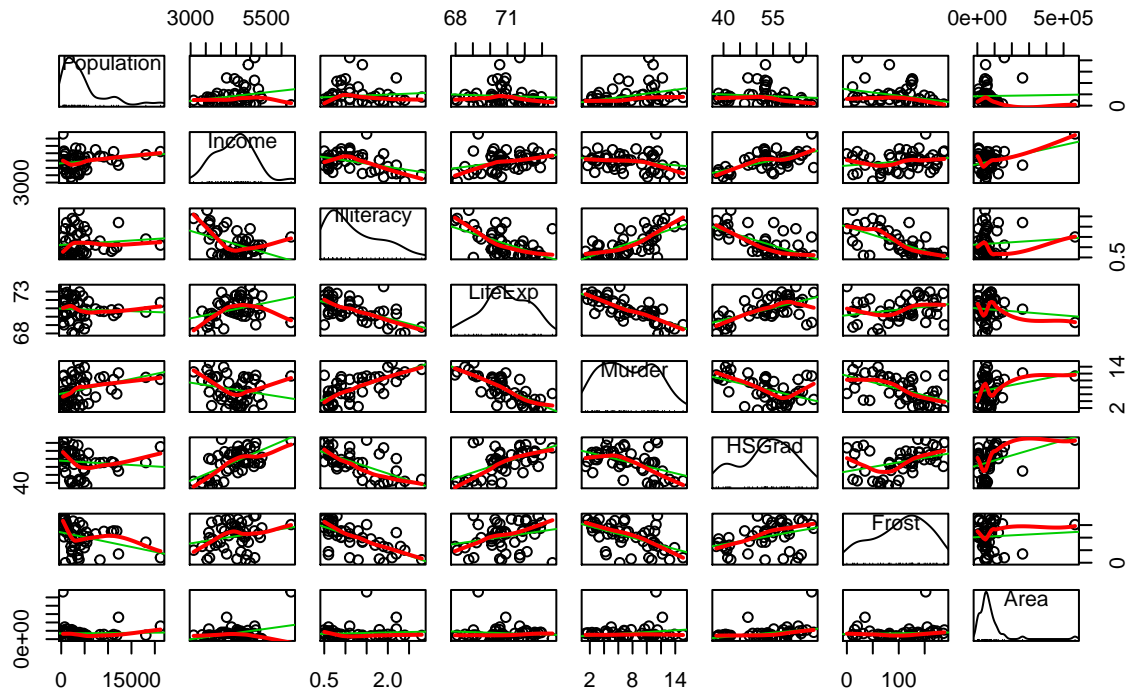 3000 5500 68 71 40 55 0e+00 5e+05
Population 0
3000 Income
Illiteracy 0.5
68 73 LifeExp
Murder 2 14
40 HSGrad
Frost 0
0e+00 Area
0 15000 0.5 2.0 2 8 14 0 100